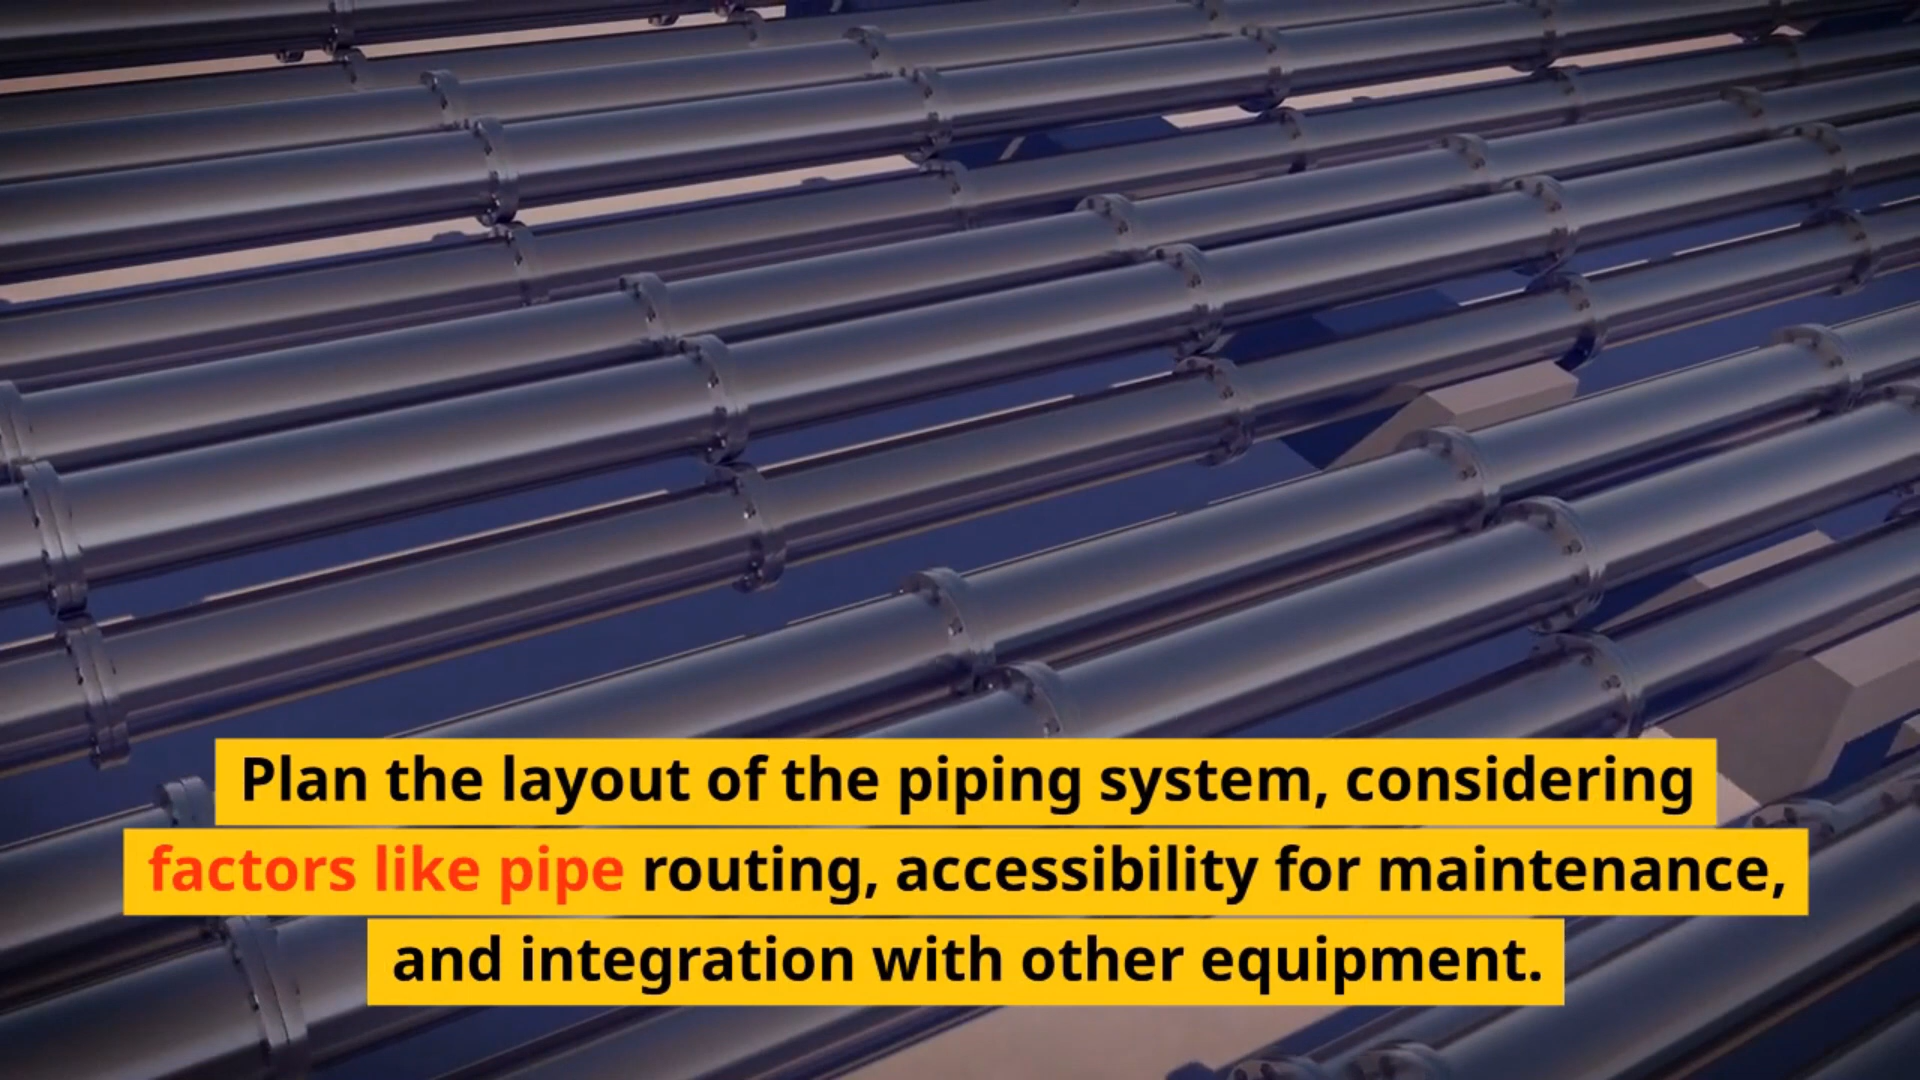 Plan the layout of the piping system, considering
factors like pipe routing, accessibility for maintenance,
and integration with other equipment.